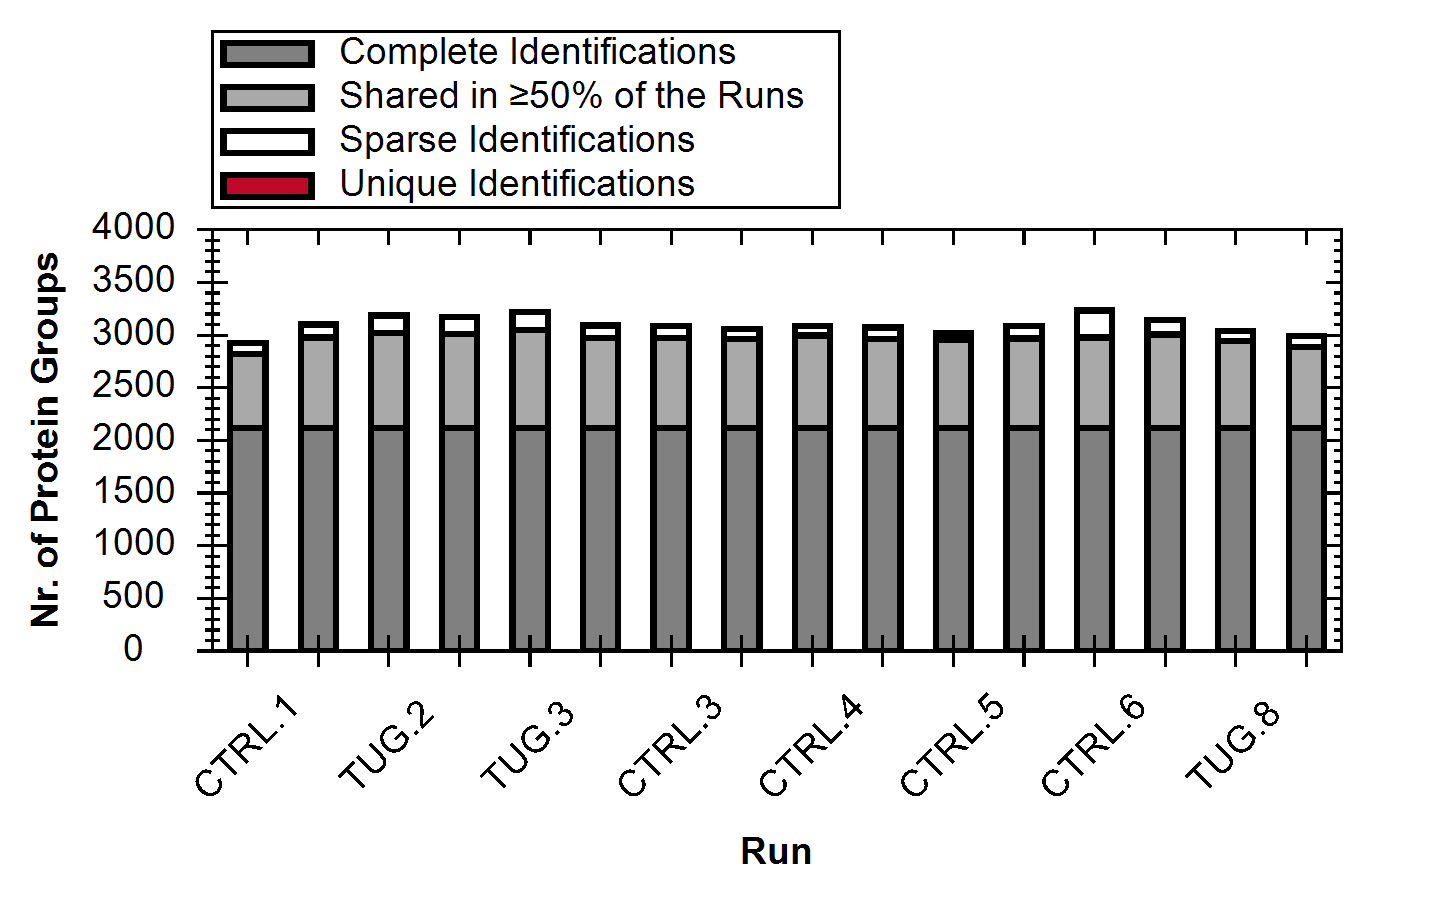 Complete Identifications
Shared in ≥50% of the Runs
Sparse Identifications
Unique Identifications
4000
3500
3000
2500
2000
1500
1000
500
0
Nr. of Protein Groups
CTRL.1
TUG.2
TUG.3
CTRL.3
CTRL.4
CTRL.5
CTRL.6
TUG.8
Run